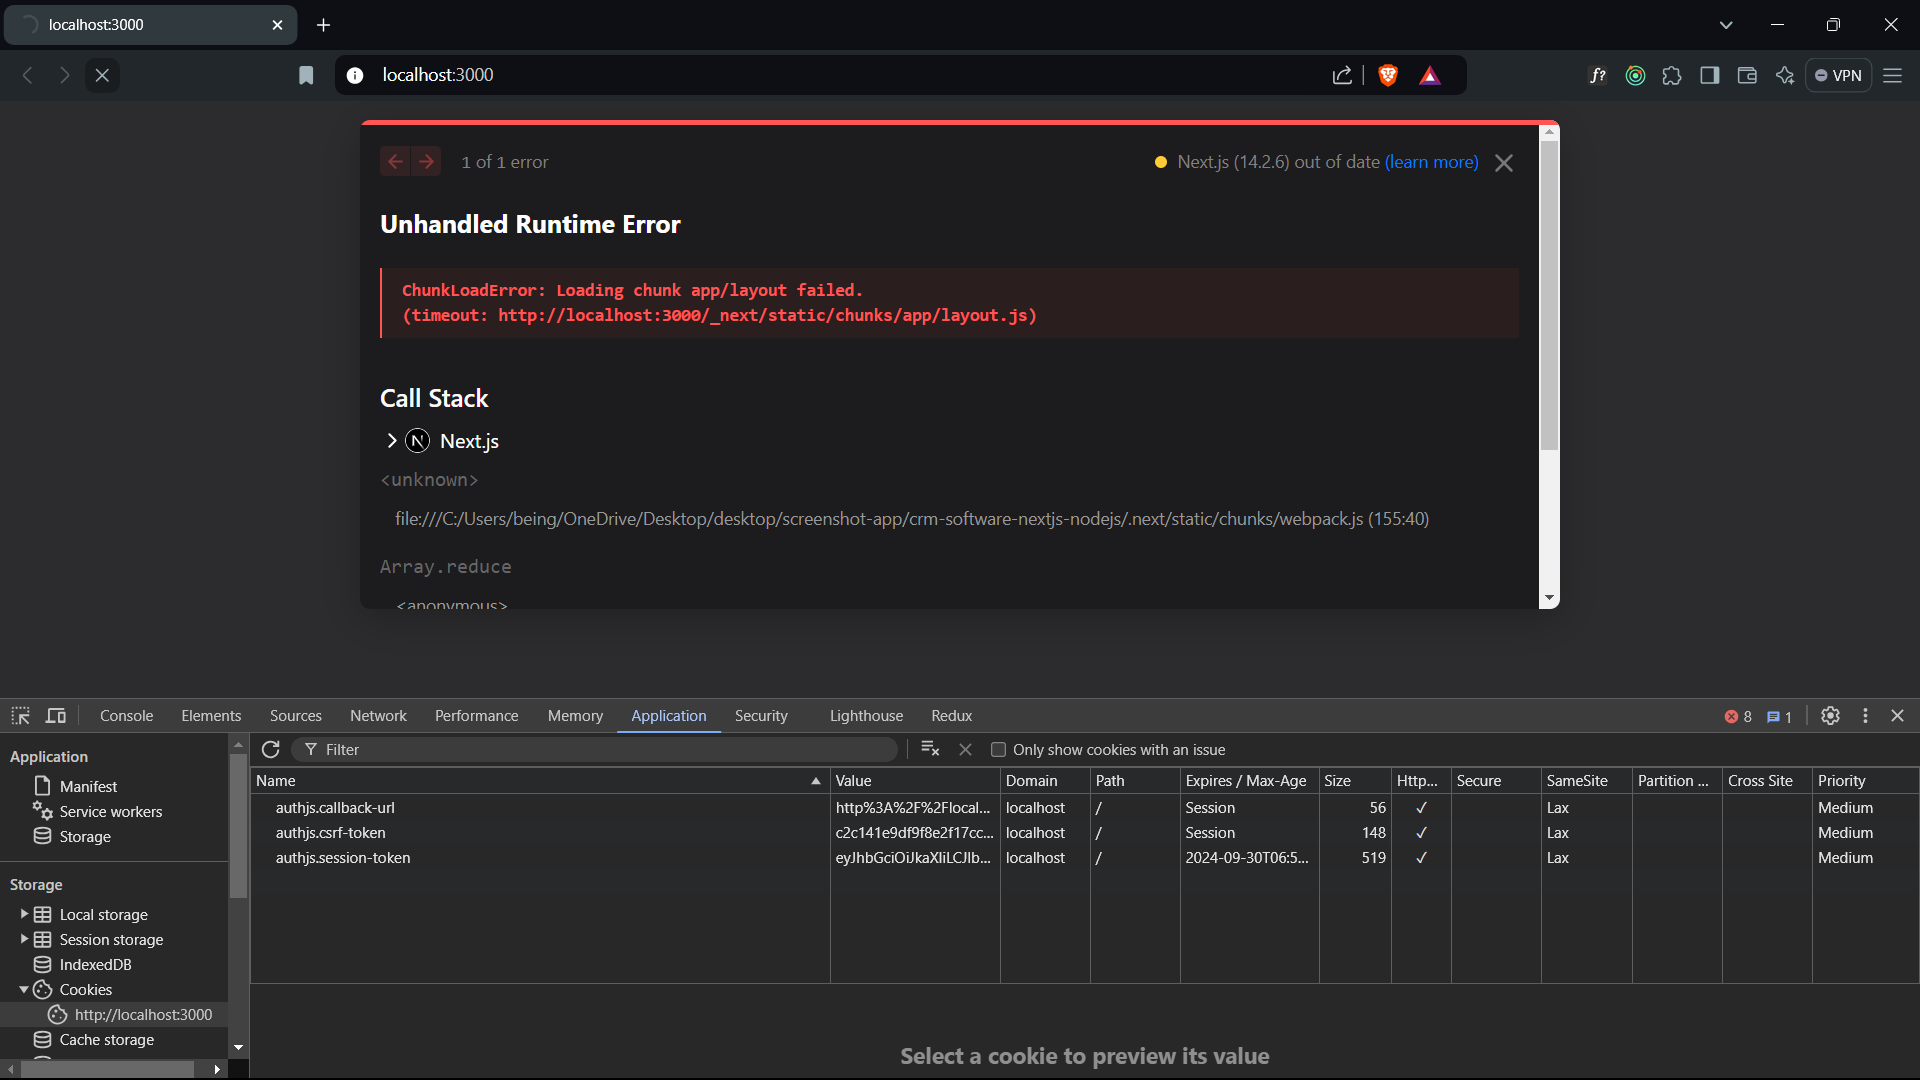 localhost:3000
localhost:3000
f?
VPN
1 of 1 error
Next.js (14.2.6) out of date (learn more)
Unhandled Runtime Error
ChunkLoadError: Loading chunk app/layout failed.
(timeout: http://localhost:3000/_next/static/chunks/app/layout.js)
Call Stack
N Next.js
<unknown>
file:///C:/Users/being/OneDrive/Desktop/desktop/screenshot-app/crm-software-nextjs-nodejs/.next/static/chunks/webpack.js (155:40)
Array.reduce
<anonymous>
Console Elements Sources Network Performance Memory Application Security Lighthouse Redux 8 1
Application
Manifest
Service workers
Storage
Storage
Local storage
Session storage
IndexedDB
Cookies
http://localhost:3000
Cache storage
Filter Only show cookies with an issue
Name Value Domain Path Expires / Max-Age Size Http... Secure SameSite Partition ... Cross Site Priority
authjs.callback-url http%3A%2F%2Flocal... localhost / Session 56 ✓ Lax Medium
authjs.csrf-token c2c141e9df9f8e2f17cc... localhost / Session 148 ✓ Lax Medium
authjs.session-token eyJhbGciOiJkaXIiLCJlb... localhost / 2024-09-30T06:5... 519 ✓ Lax Medium
Select a cookie to preview its value